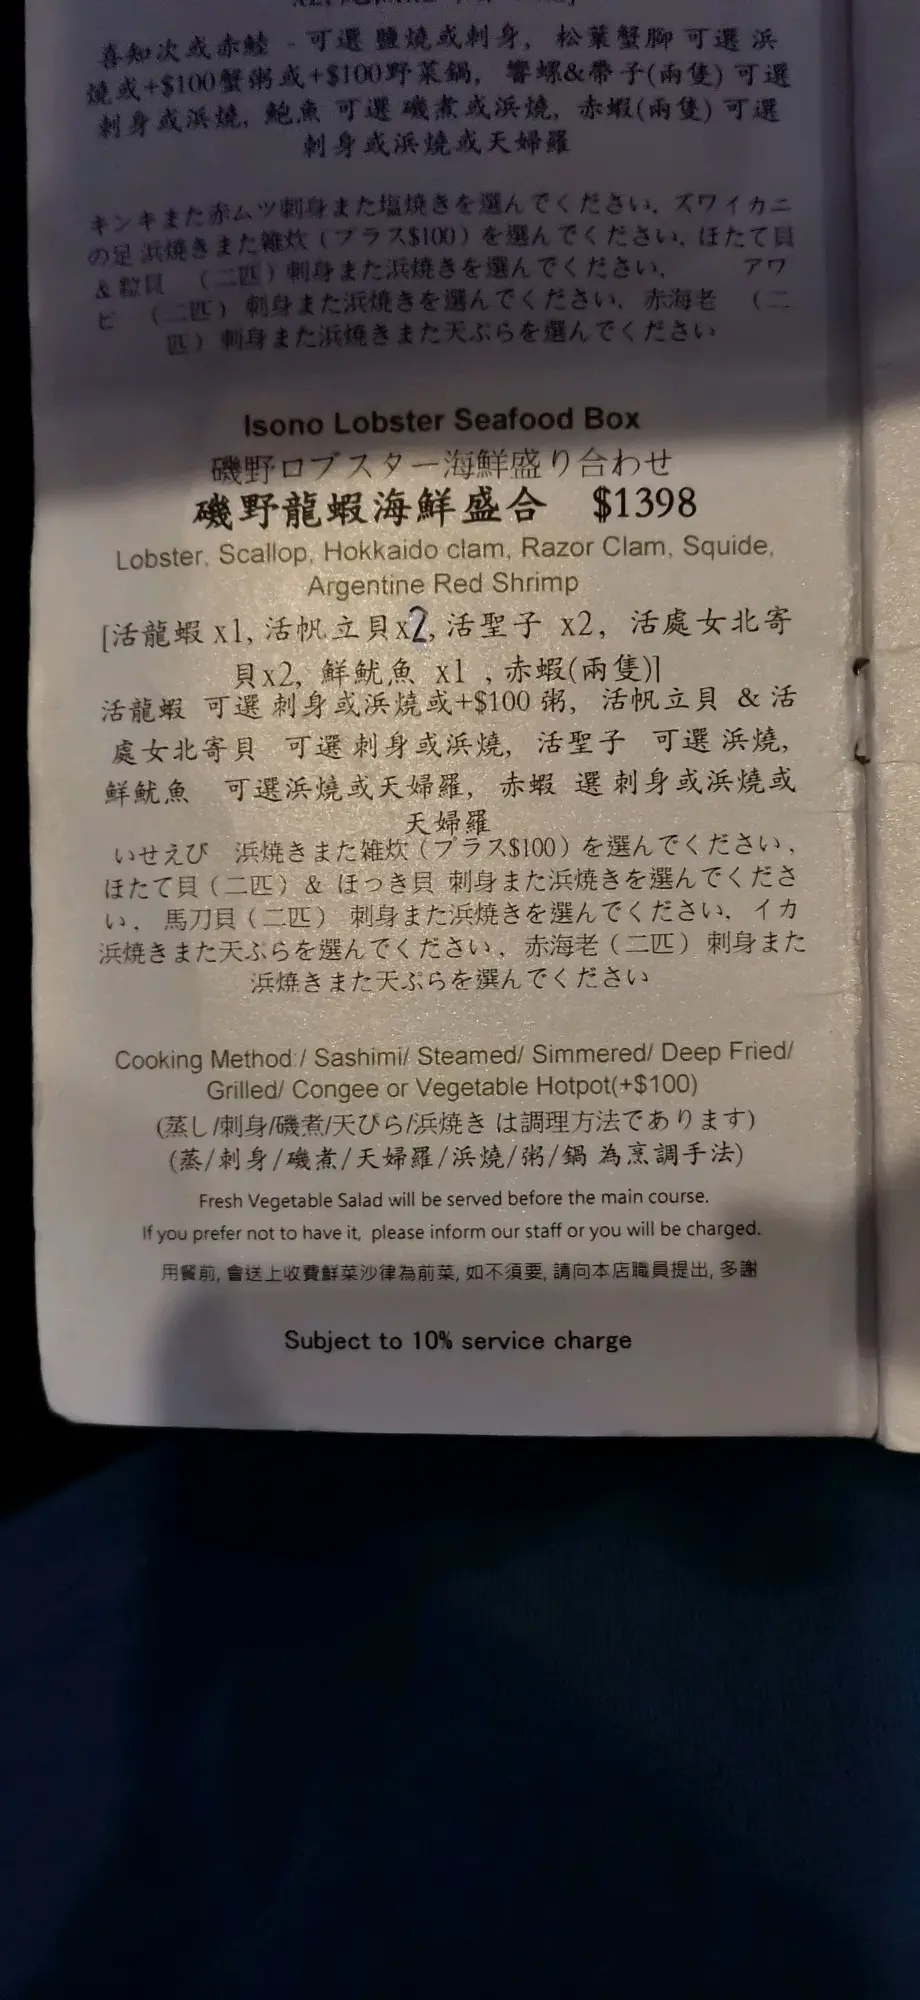 喜知次或赤鯥 - 可選 鹽燒或刺身, 松葉蟹腳 可選 浜
燒或+$100蟹粥或+$100野菜鍋, 響螺&帶子(兩隻) 可選
刺身或浜燒, 鮑魚 可選 磯煮或浜燒, 赤蝦(兩隻) 可選
刺身或浜燒或天婦羅
キンキまた赤ムツ刺身また塩焼きを選んでください、ズワイカニ
の足 浜焼きまた雑炊（プラス$100）を選んでください、ほたて貝
&粒貝 （二匹）刺身また浜焼きを選んでください、 アワ
ビ （二匹）刺身また浜焼きを選んでください、赤海老 （二
匹）刺身また浜焼きまた天ぷらを選んでください
Isono Lobster Seafood Box
磯野ロブスター海鮮盛り合わせ
磯野龍蝦海鮮盛合 $1398
Lobster, Scallop, Hokkaido clam, Razor Clam, Squide,
Argentine Red Shrimp
[活龍蝦 x1, 活帆立貝x2, 活聖子 x2, 活處女北寄
貝x2, 鮮魷魚 x1 , 赤蝦(兩隻)]
活龍蝦 可選 刺身或浜燒或+$100 粥, 活帆立貝 & 活
處女北寄貝 可選 刺身或浜燒, 活聖子 可選 浜燒,
鮮魷魚 可選浜燒或天婦羅, 赤蝦 選 刺身或浜燒或
天婦羅
いせえび 浜焼きまた雑炊（プラス$100）を選んでください、
ほたて貝（二匹）& ほっき貝 刺身また浜焼きを選んでくださ
い、 馬刀貝（二匹） 刺身また浜焼きを選んでください、イカ
浜焼きまた天ぷらを選んでください、赤海老（二匹）刺身また
浜焼きまた天ぷらを選んでください
Cooking Method / Sashimi/ Steamed/ Simmered/ Deep Fried/
Grilled/ Congee or Vegetable Hotpot(+$100)
(蒸し/刺身/磯煮/天ぴら/浜焼き は調理方法であります)
(蒸/刺身/磯煮/天婦羅/浜燒/粥/鍋 為烹調手法)
Fresh Vegetable Salad will be served before the main course.
If you prefer not to have it, please inform our staff or you will be charged.
用餐前, 會送上收費鮮菜沙律為前菜, 如不須要, 請向本店職員提出, 多謝
Subject to 10% service charge